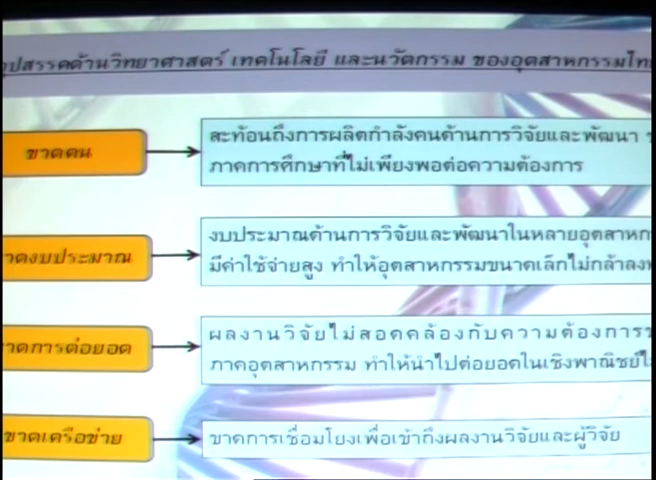 อุปสรรคด้านวิทยาศาสตร์ เทคโนโลยี และนวัตกรรม ของอุตสาหกรรมไทย
ขาดคน
สะท้อนถึงการผลิตกำลังคนด้านการวิจัยและพัฒนา
ภาคการศึกษาที่ไม่เพียงพอต่อความต้องการ
าดงบประมาณ
งบประมาณด้านการวิจัยและพัฒนาในหลายอุตสาหก
มีค่าใช้จ่ายสูง ทำให้อุตสาหกรรมขนาดเล็กไม่กล้าลงท
าดการต่อยอด
ผลงานวิจัยไม่สอดคล้องกับความต้องการข
ภาคอุตสาหกรรม ทำให้นำไปต่อยอดในเชิงพาณิชย์ไ
ขาดเครือข่าย
ขาดการเชื่อมโยงเพื่อเข้าถึงผลงานวิจัยและผู้วิจัย